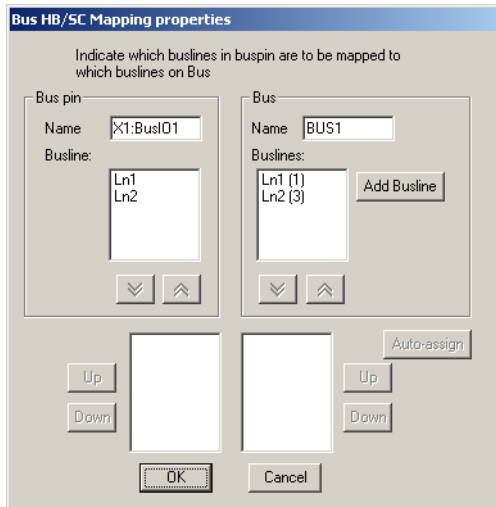 Bus HB/SC Mapping properties
Indicate which buslines in buspin are to be mapped to
which buslines on Bus
Bus pin
Name X1:BusIO1
Busline:
Ln1
Ln2
Bus
Name BUS1
Buslines:
Ln1 (1)
Ln2 (3)
Add Busline
Auto-assign
Up
Down
Up
Down
OK
Cancel